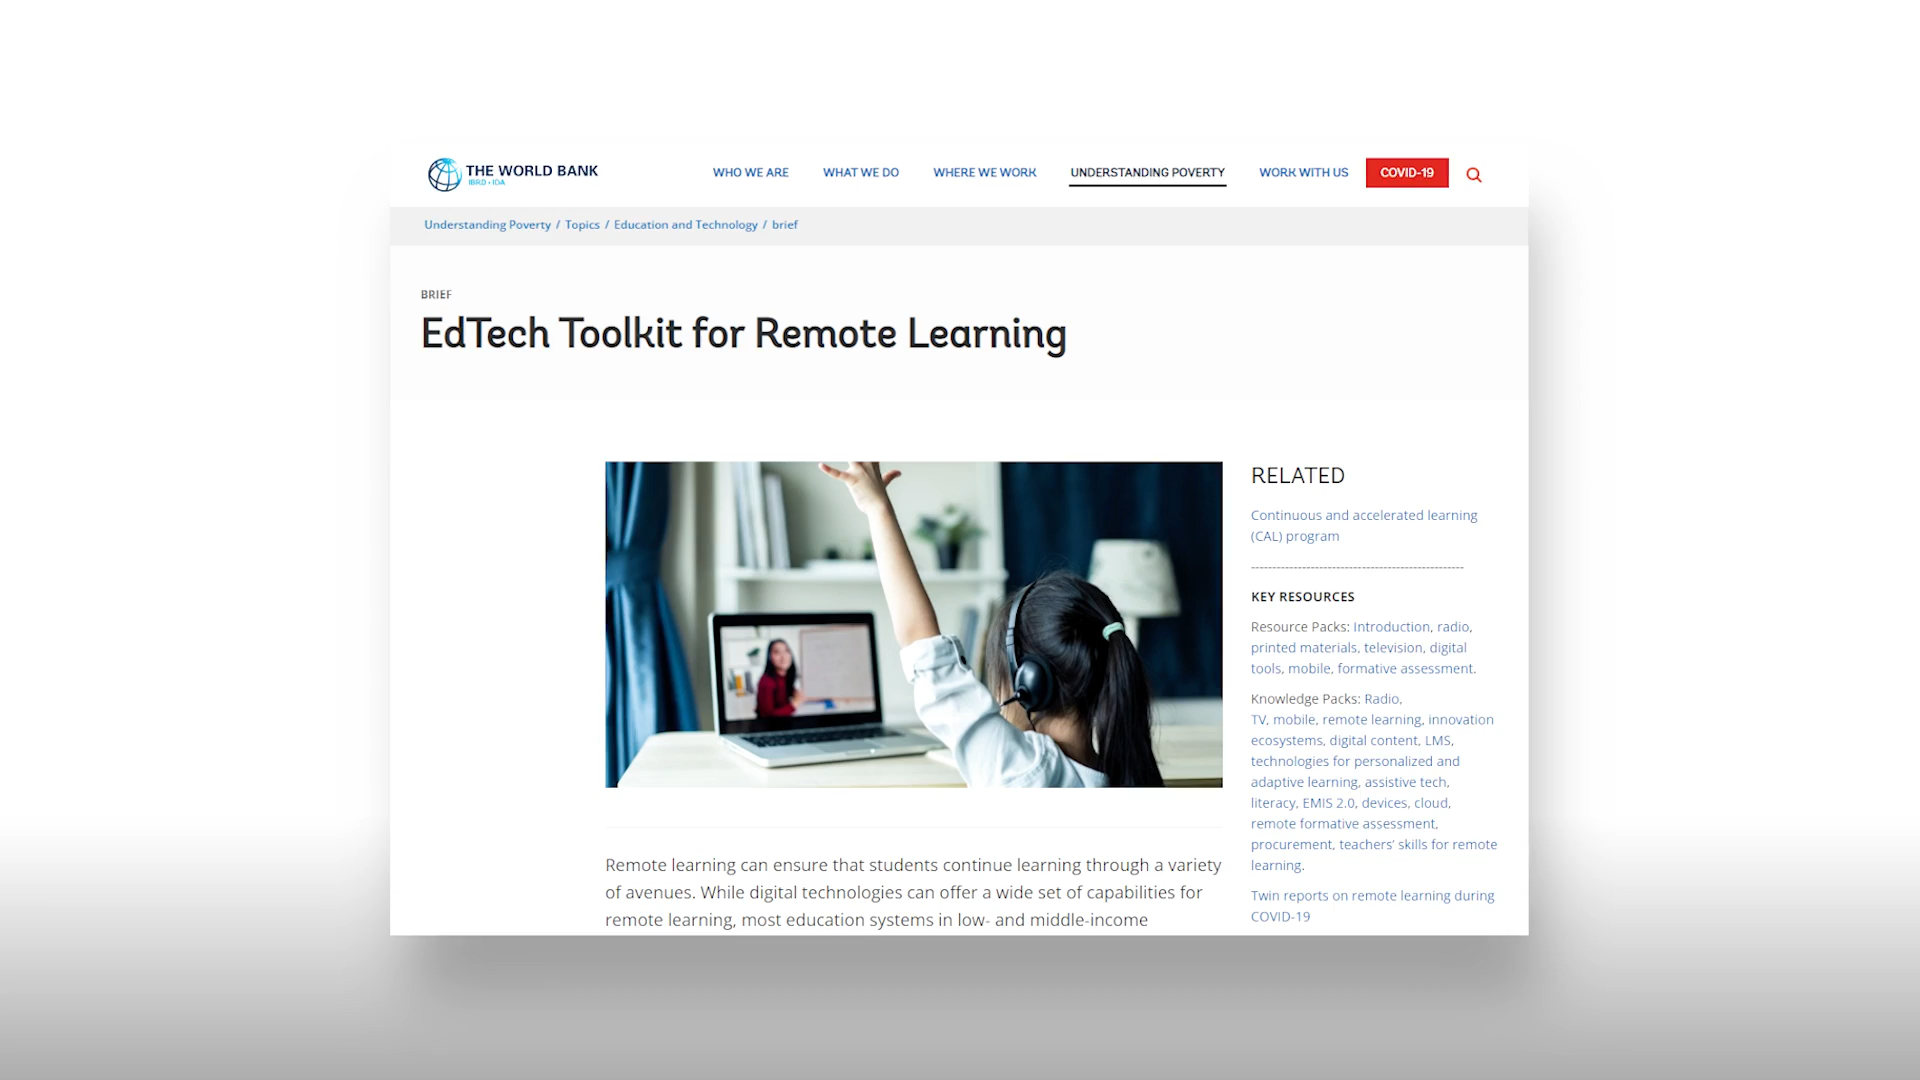 THE WORLD BANK
IBRD • IDA
WHO WE ARE
WHAT WE DO
WHERE WE WORK
UNDERSTANDING POVERTY
WORK WITH US
COVID-19
Understanding Poverty / Topics / Education and Technology / brief
BRIEF
EdTech Toolkit for Remote Learning
Remote learning can ensure that students continue learning through a variety
of avenues. While digital technologies can offer a wide set of capabilities for
remote learning, most education systems in low- and middle-income
RELATED
Continuous and accelerated learning
(CAL) program
--------------------------------------------------
KEY RESOURCES
Resource Packs: Introduction, radio,
printed materials, television, digital
tools, mobile, formative assessment.
Knowledge Packs: Radio,
TV, mobile, remote learning, innovation
ecosystems, digital content, LMS,
technologies for personalized and
adaptive learning, assistive tech,
literacy, EMIS 2.0, devices, cloud,
remote formative assessment,
procurement, teachers’ skills for remote
learning.
Twin reports on remote learning during
COVID-19